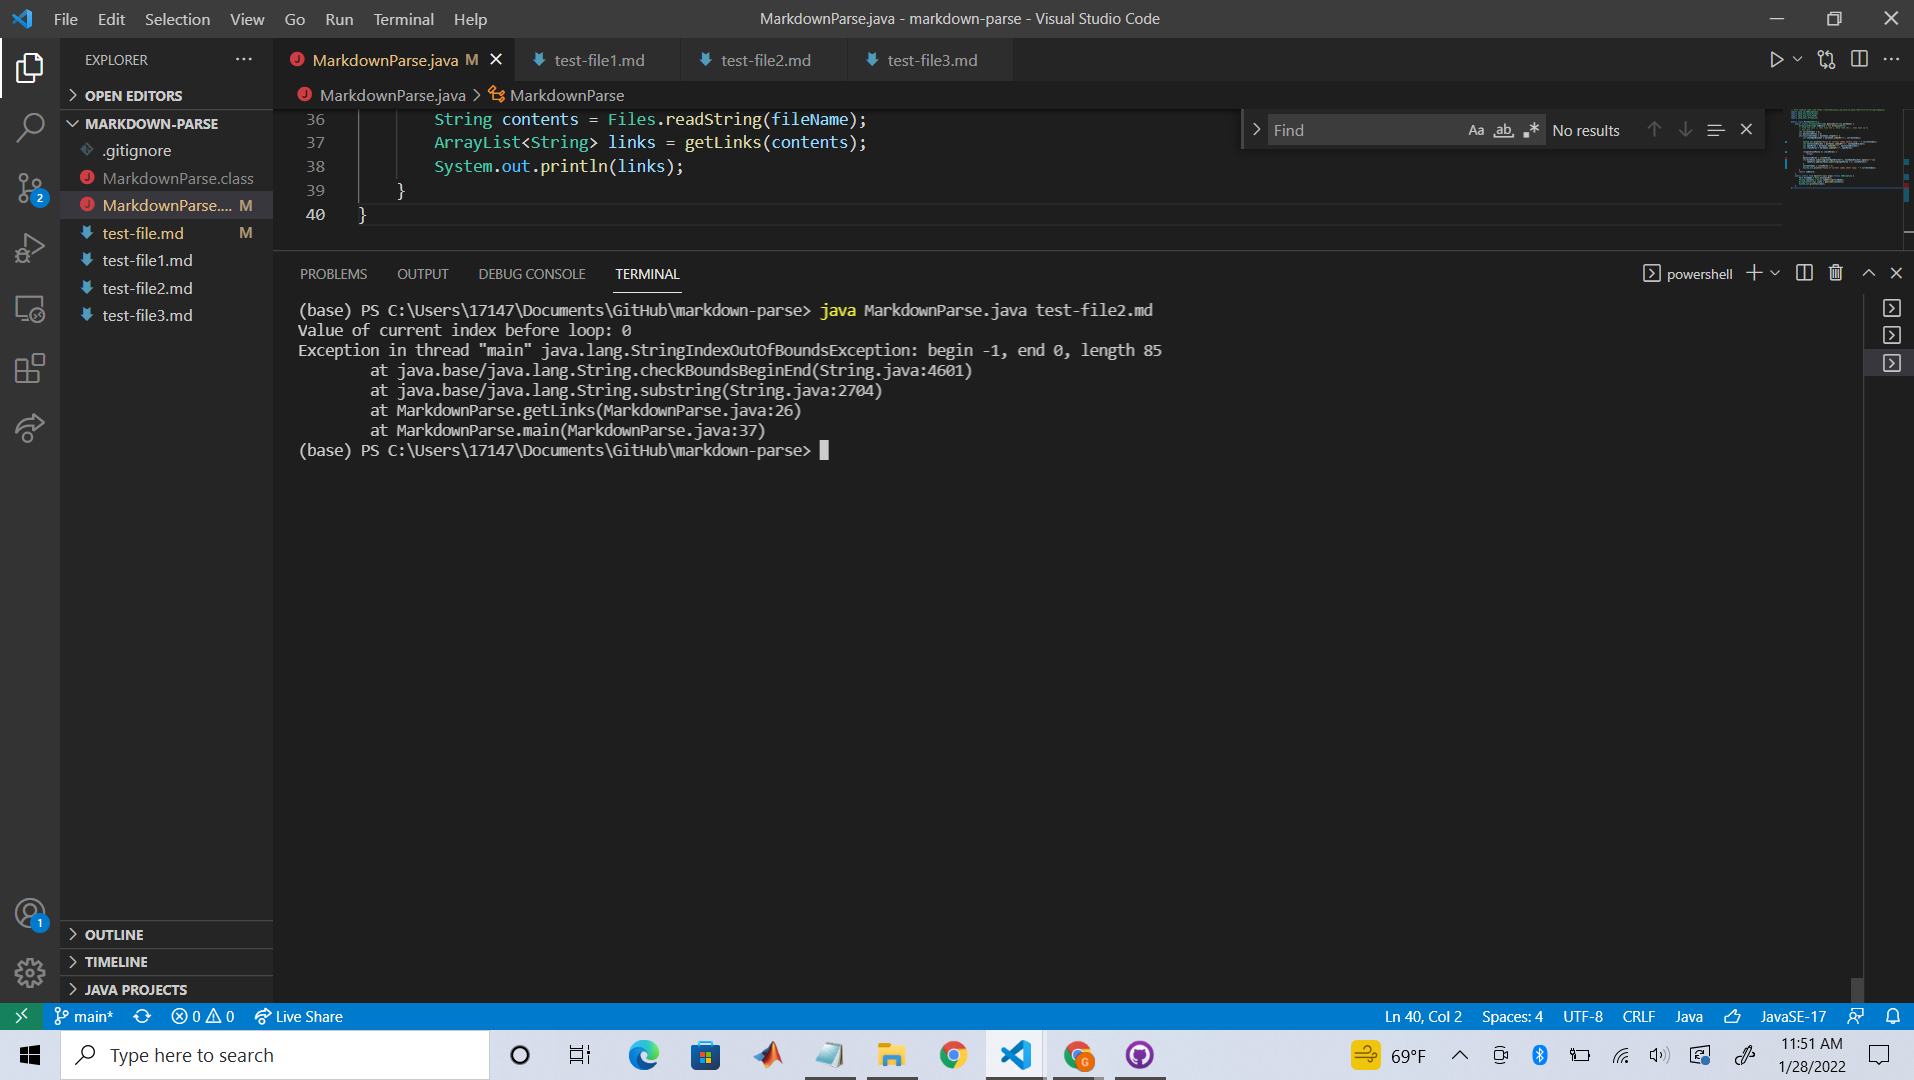 File Edit Selection View Go Run Terminal Help
MarkdownParse.java - markdown-parse - Visual Studio Code
EXPLORER
OPEN EDITORS
MARKDOWN-PARSE
.gitignore
MarkdownParse.class
MarkdownParse.... M
test-file.md M
test-file1.md
test-file2.md
test-file3.md
OUTLINE
TIMELINE
JAVA PROJECTS
2
1
MarkdownParse.java M test-file1.md test-file2.md test-file3.md
MarkdownParse.java > MarkdownParse
36 String contents = Files.readString(fileName);
37 ArrayList<String> links = getLinks(contents);
38 System.out.println(links);
39 }
40 }
Find Aa ab No results
PROBLEMS OUTPUT DEBUG CONSOLE TERMINAL
powershell
(base) PS C:\Users\17147\Documents\GitHub\markdown-parse> java MarkdownParse.java test-file2.md
Value of current index before loop: 0
Exception in thread "main" java.lang.StringIndexOutOfBoundsException: begin -1, end 0, length 85
at java.base/java.lang.String.checkBoundsBeginEnd(String.java:4601)
at java.base/java.lang.String.substring(String.java:2704)
at MarkdownParse.getLinks(MarkdownParse.java:26)
at MarkdownParse.main(MarkdownParse.java:37)
(base) PS C:\Users\17147\Documents\GitHub\markdown-parse>
main* 0 0 Live Share
Ln 40, Col 2 Spaces: 4 UTF-8 CRLF Java JavaSE-17
Type here to search
69°F
11:51 AM
1/28/2022